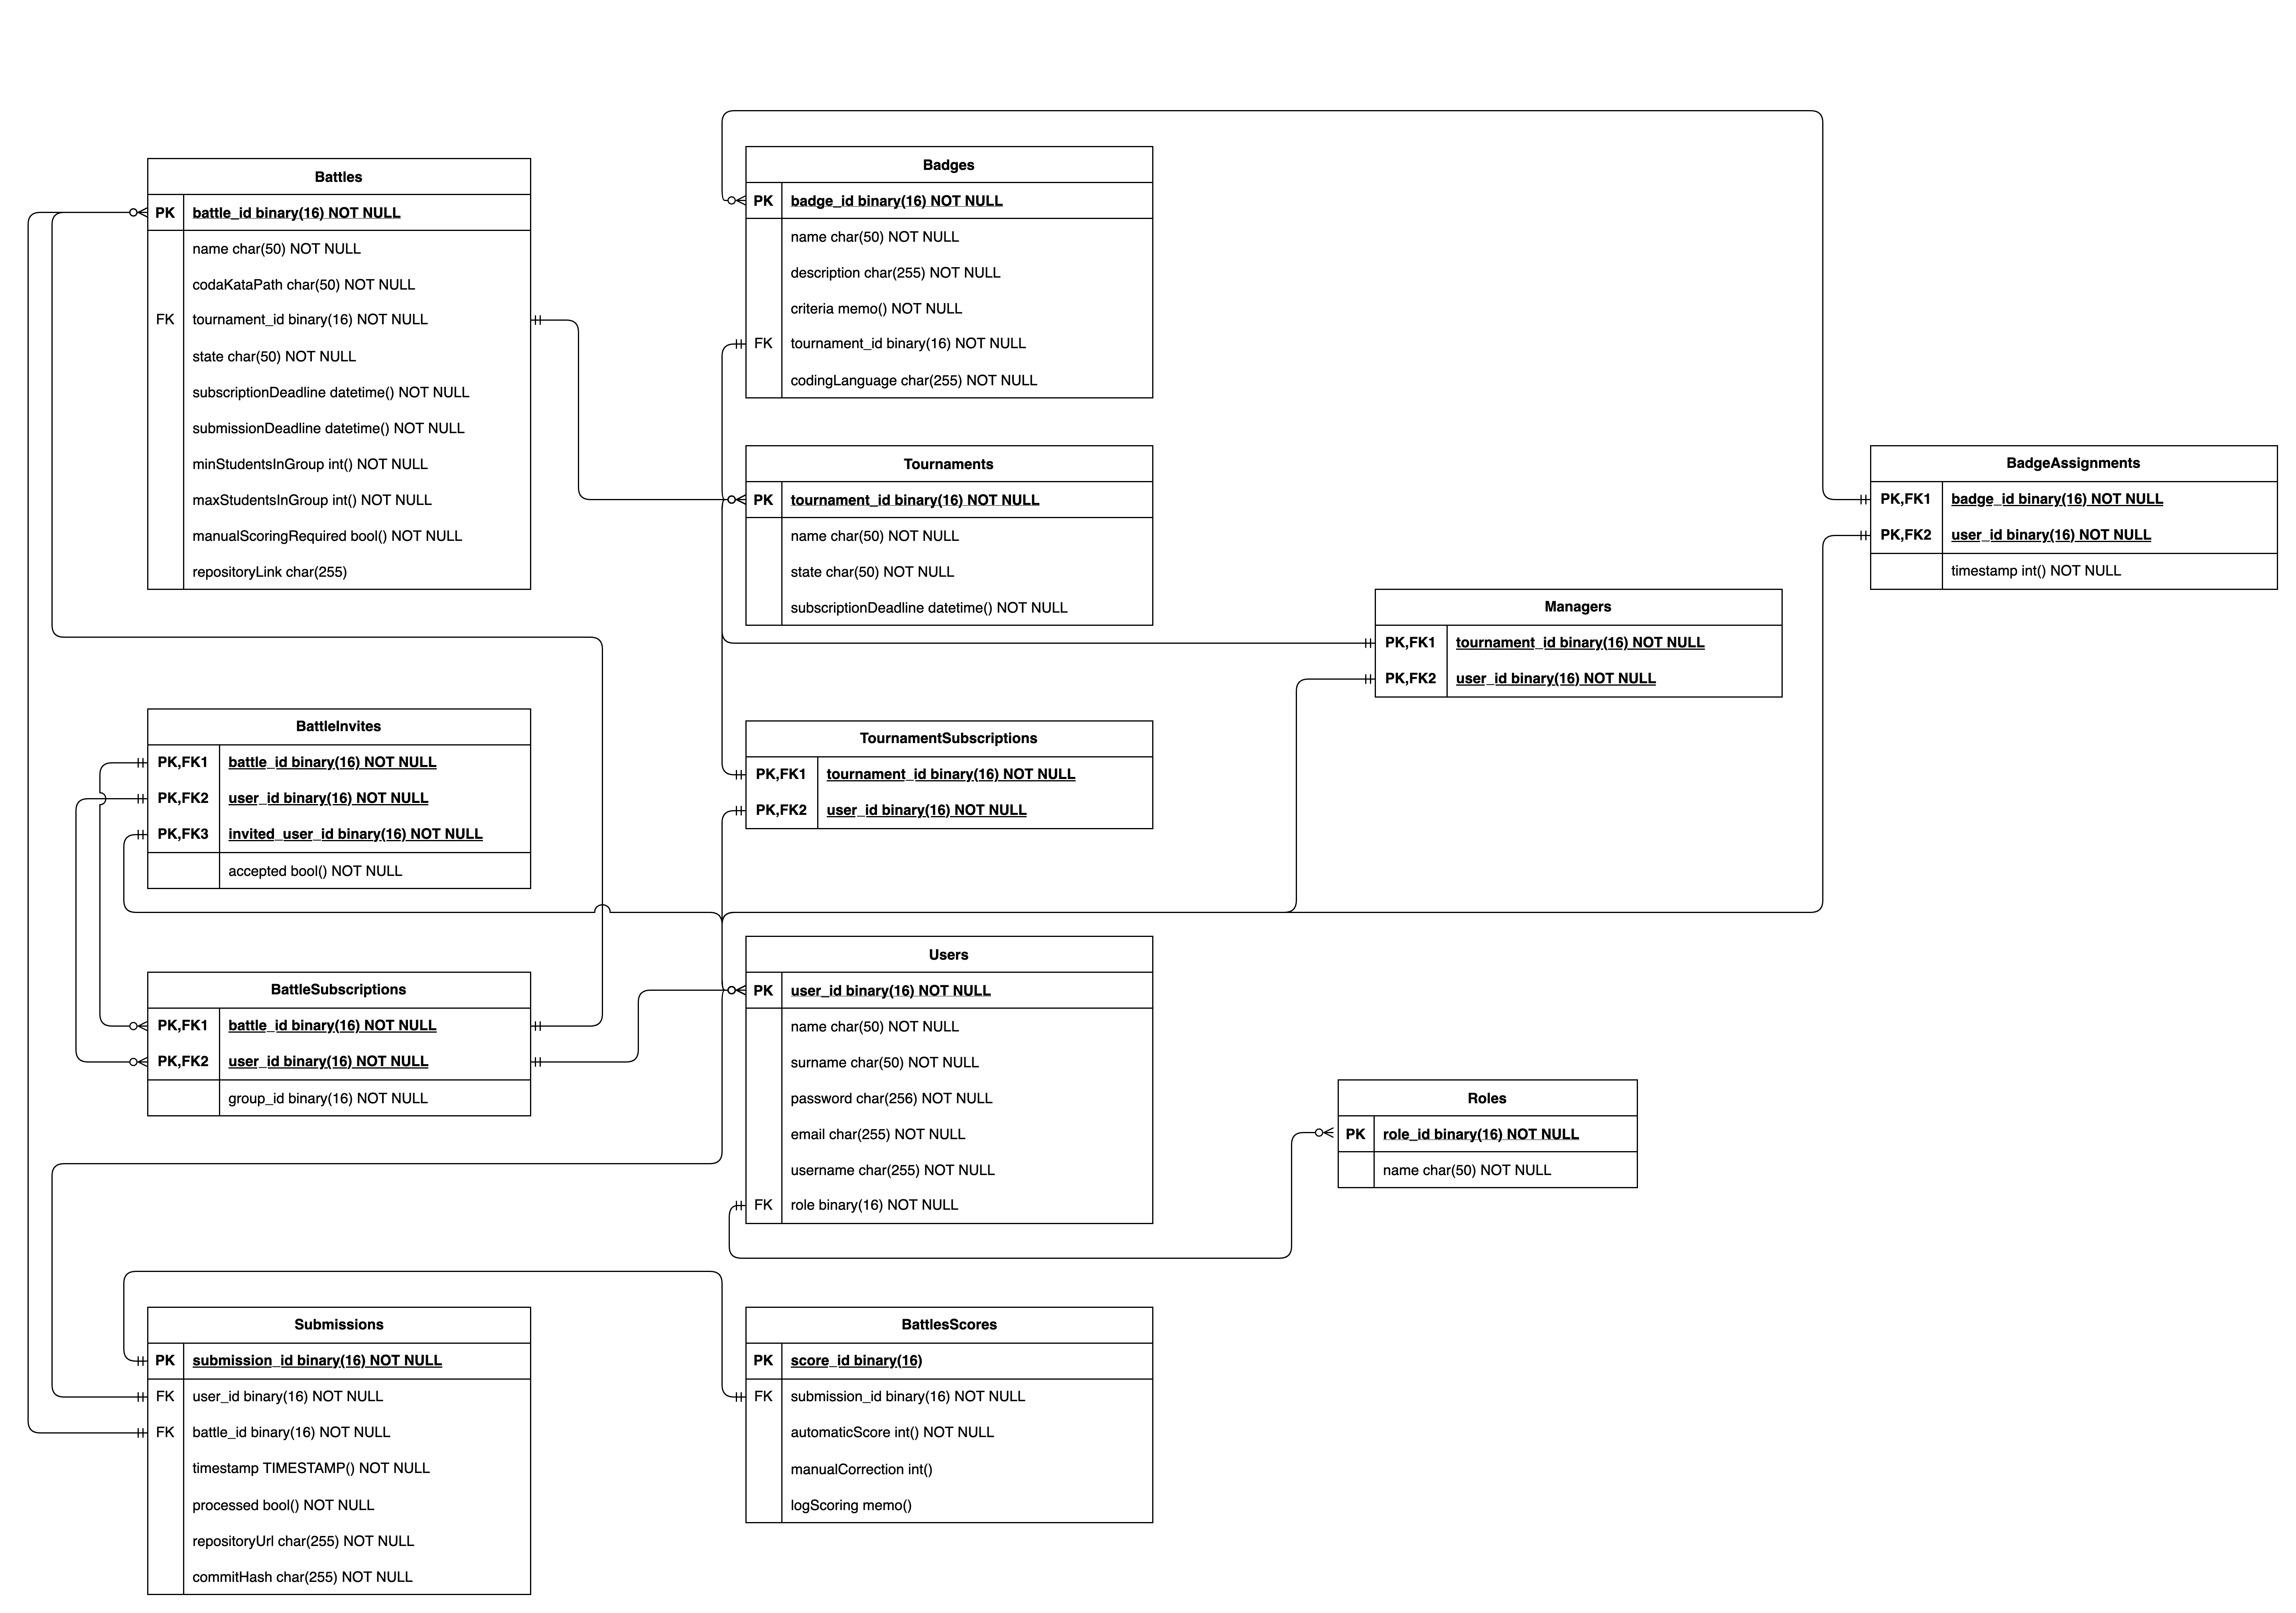 Battles
PK battle_id binary(16) NOT NULL
name char(50) NOT NULL
codaKataPath char(50) NOT NULL
FK tournament_id binary(16) NOT NULL
state char(50) NOT NULL
subscriptionDeadline datetime() NOT NULL
submissionDeadline datetime() NOT NULL
minStudentsInGroup int() NOT NULL
maxStudentsInGroup int() NOT NULL
manualScoringRequired bool() NOT NULL
repositoryLink char(255)
Badges
PK badge_id binary(16) NOT NULL
name char(50) NOT NULL
description char(255) NOT NULL
criteria memo() NOT NULL
FK tournament_id binary(16) NOT NULL
codingLanguage char(255) NOT NULL
Tournaments
PK tournament_id binary(16) NOT NULL
name char(50) NOT NULL
state char(50) NOT NULL
subscriptionDeadline datetime() NOT NULL
BadgeAssignments
PK,FK1 badge_id binary(16) NOT NULL
PK,FK2 user_id binary(16) NOT NULL
timestamp int() NOT NULL
Managers
PK,FK1 tournament_id binary(16) NOT NULL
PK,FK2 user_id binary(16) NOT NULL
BattleInvites
PK,FK1 battle_id binary(16) NOT NULL
PK,FK2 user_id binary(16) NOT NULL
PK,FK3 invited_user_id binary(16) NOT NULL
accepted bool() NOT NULL
TournamentSubscriptions
PK,FK1 tournament_id binary(16) NOT NULL
PK,FK2 user_id binary(16) NOT NULL
BattleSubscriptions
PK,FK1 battle_id binary(16) NOT NULL
PK,FK2 user_id binary(16) NOT NULL
group_id binary(16) NOT NULL
Users
PK user_id binary(16) NOT NULL
name char(50) NOT NULL
surname char(50) NOT NULL
password char(256) NOT NULL
email char(255) NOT NULL
username char(255) NOT NULL
FK role binary(16) NOT NULL
Roles
PK role_id binary(16) NOT NULL
name char(50) NOT NULL
Submissions
PK submission_id binary(16) NOT NULL
FK user_id binary(16) NOT NULL
FK battle_id binary(16) NOT NULL
timestamp TIMESTAMP() NOT NULL
processed bool() NOT NULL
repositoryUrl char(255) NOT NULL
commitHash char(255) NOT NULL
BattlesScores
PK score_id binary(16)
FK submission_id binary(16) NOT NULL
automaticScore int() NOT NULL
manualCorrection int()
logScoring memo()